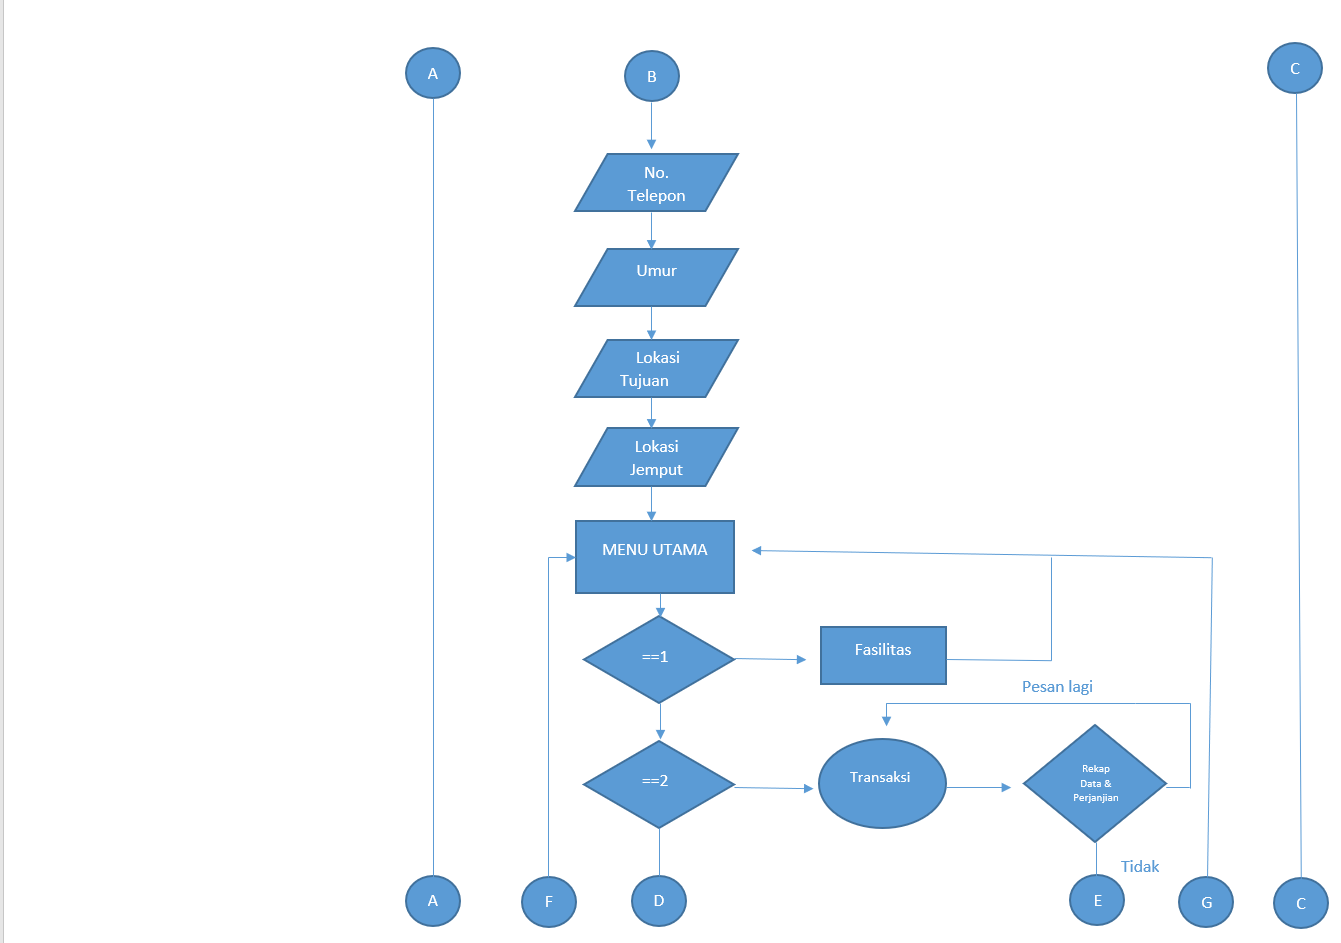 A
B
C
No.
Telepon
Umur
Lokasi
Tujuan
Lokasi
Jemput
MENU UTAMA
==1
Fasilitas
Pesan lagi
==2
Transaksi
Rekap
Data &
Perjanjian
Tidak
A
F
D
E
G
C